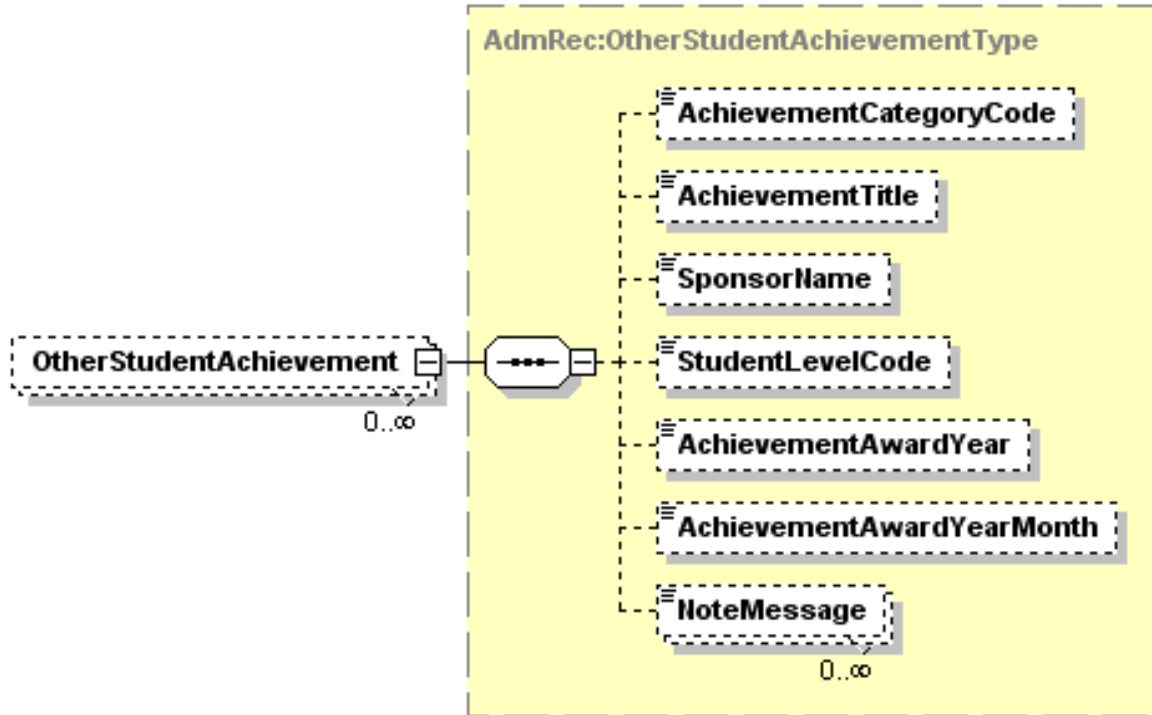 AdmRec:OtherStudentAchievementType
AchievementCategoryCode
AchievementTitle
SponsorName
StudentLevelCode
OtherStudentAchievement
0..∞
AchievementAwardYear
AchievementAwardYearMonth
NoteMessage
0..∞